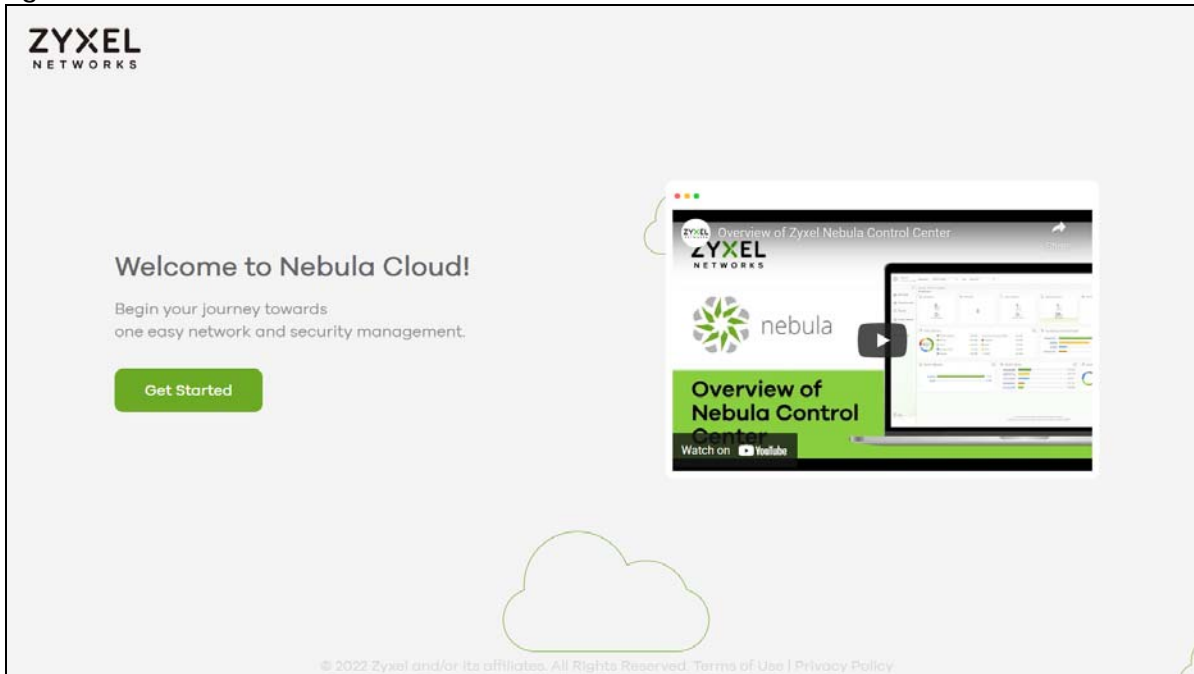 ZYXEL
NETWORKS
Welcome to Nebula Cloud!
Begin your journey towards
one easy network and security management.
Get Started
Overview of Zyxel Nebula Control Center
ZYXEL
NETWORKS
nebula
Overview of
Nebula Control
Center
Watch on YouTube
© 2022 Zyxel and/or its affiliates. All Rights Reserved. Terms of Use | Privacy Policy